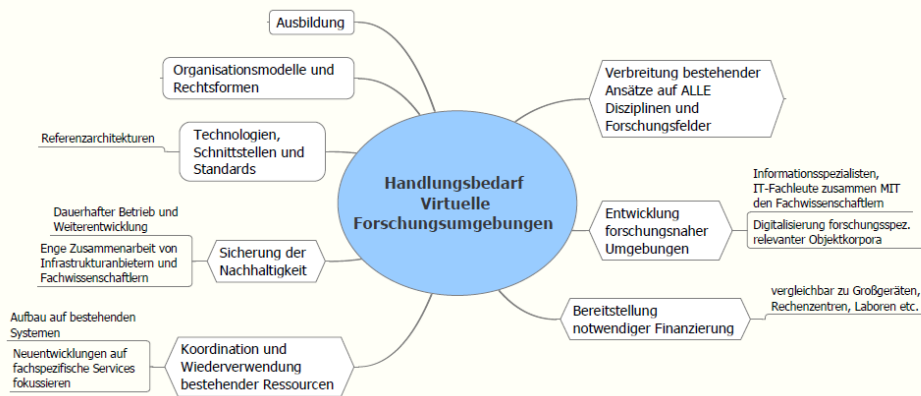 Ausbildung
Organisationsmodelle und
Rechtsformen
Referenzarchitekturen
Technologien,
Schnittstellen und
Standards
Dauerhafter Betrieb und
Weiterentwicklung
Enge Zusammenarbeit von
Infrastrukturanbietern und
Fachwissenschaftlern
Sicherung der
Nachhaltigkeit
Aufbau auf bestehenden
Systemen
Neuentwicklungen auf
fachspezifische Services
fokussieren
Koordination und
Wiederverwendung
bestehender Ressourcen
Handlungsbedarf
Virtuelle
Forschungsumgebungen
Verbreitung bestehender
Ansätze auf ALLE
Disziplinen und
Forschungsfelder
Entwicklung
forschungsnaher
Umgebungen
Informationsspezialisten,
IT-Fachleute zusammen MIT
den Fachwissenschaftlern
Digitalisierung forschungsspez.
relevanter Objektkorpora
Bereitstellung
notwendiger Finanzierung
vergleichbar zu Großgeräten,
Rechenzentren, Laboren etc.